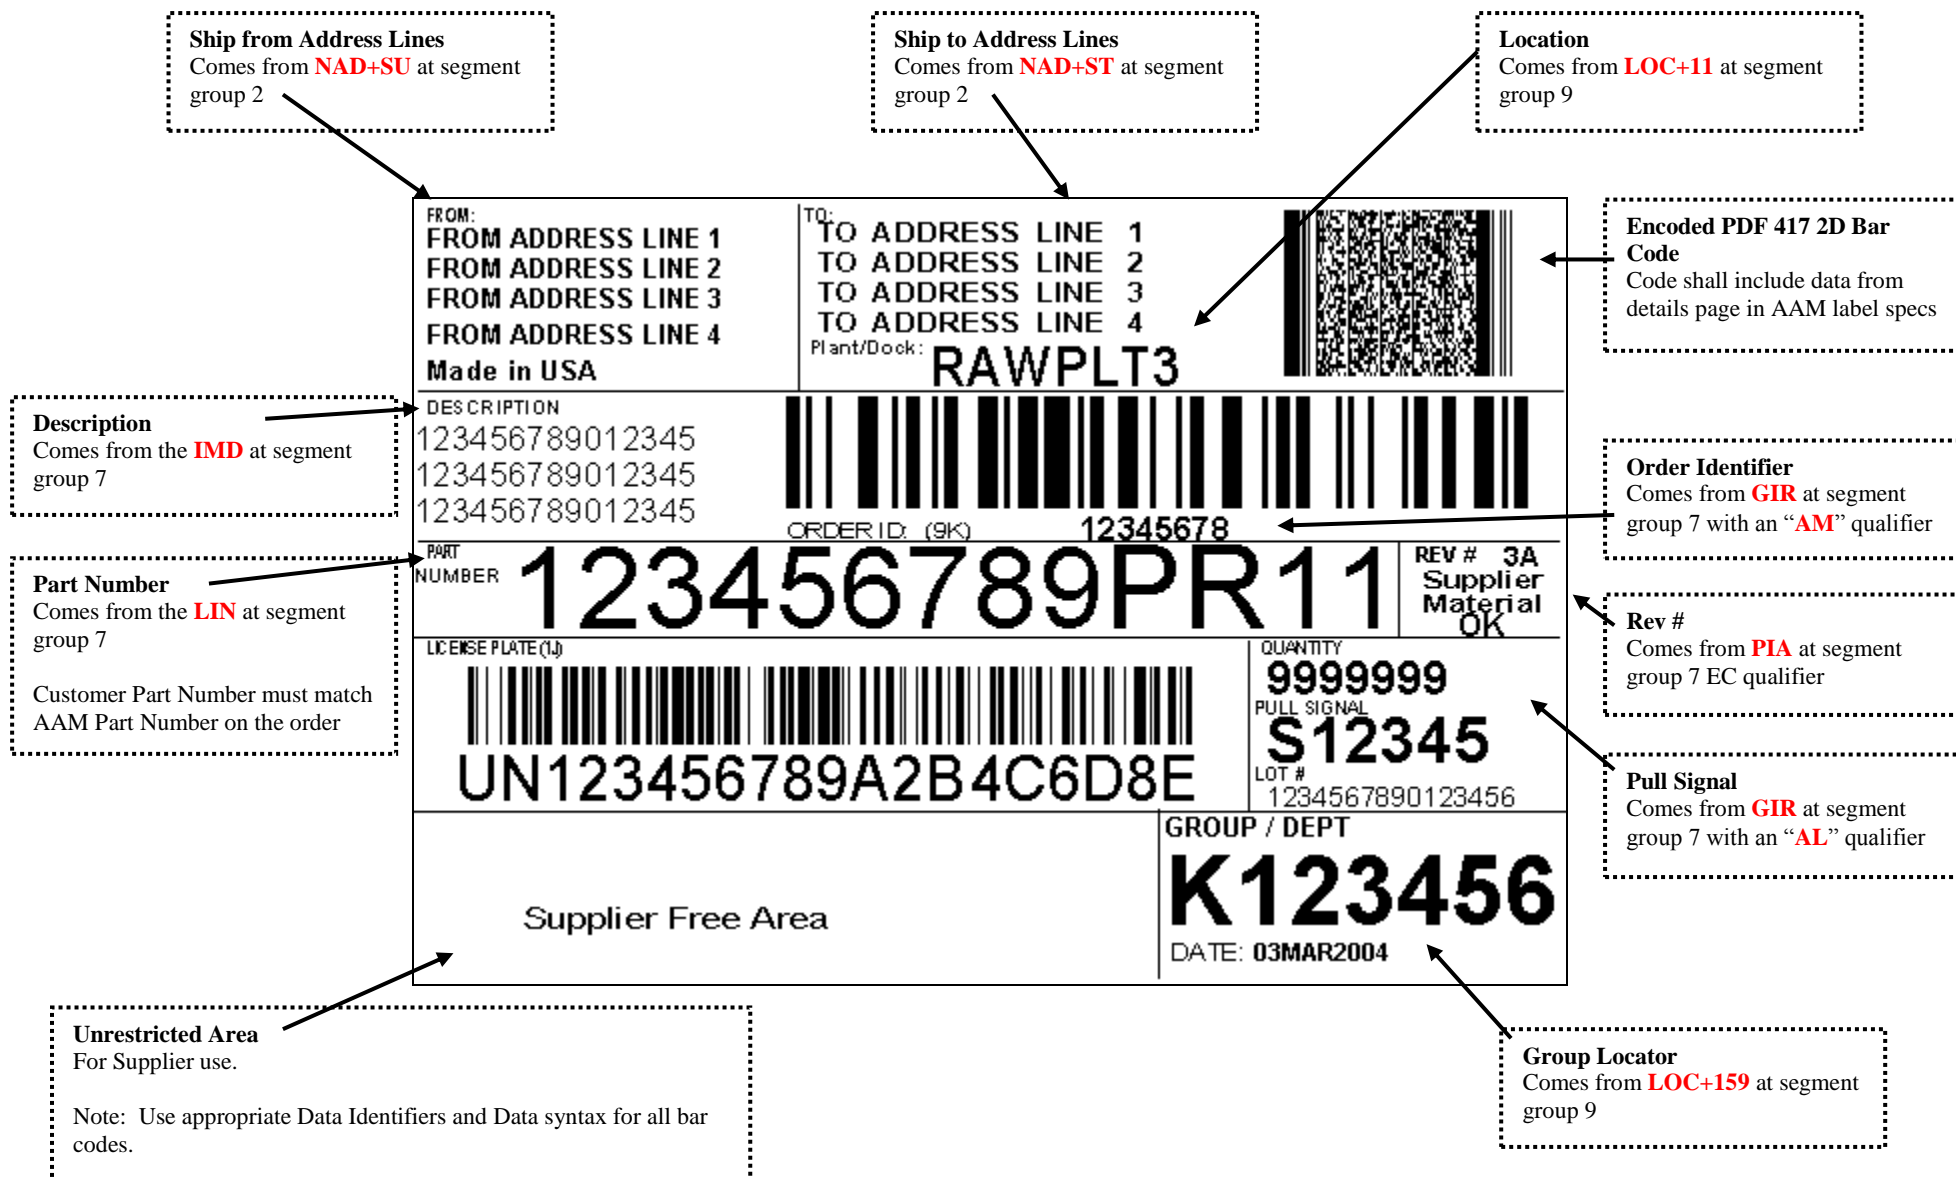 Ship from Address Lines
Comes from NAD+SU at segment
group 2
Ship to Address Lines
Comes from NAD+ST at segment
group 2
Location
Comes from LOC+11 at segment
group 9
Encoded PDF 417 2D Bar
Code
Code shall include data from
details page in AAM label specs
FROM:
FROM ADDRESS LINE 1
FROM ADDRESS LINE 2
FROM ADDRESS LINE 3
FROM ADDRESS LINE 4
Made in USA
TO:
TO ADDRESS LINE 1
TO ADDRESS LINE 2
TO ADDRESS LINE 3
TO ADDRESS LINE 4
Plant/Dock: RAWPLT3
Description
Comes from the IMD at segment
group 7
DESCRIPTION
123456789012345
123456789012345
123456789012345
ORDER ID: (9K) 12345678
Order Identifier
Comes from GIR at segment
group 7 with an “AM” qualifier
Part Number
Comes from the LIN at segment
group 7
Customer Part Number must match
AAM Part Number on the order
PART
NUMBER 123456789PR11
REV # 3A
Supplier
Material
OK
Rev #
Comes from PIA at segment
group 7 EC qualifier
LICENSE PLATE (1J)
UN123456789A2B4C6D8E
QUANTITY
9999999
PULL SIGNAL
S12345
LOT #
1234567890123456
Pull Signal
Comes from GIR at segment
group 7 with an “AL” qualifier
Supplier Free Area
GROUP / DEPT
K123456
DATE: 03MAR2004
Unrestricted Area
For Supplier use.
Note: Use appropriate Data Identifiers and Data syntax for all bar
codes.
Group Locator
Comes from LOC+159 at segment
group 9